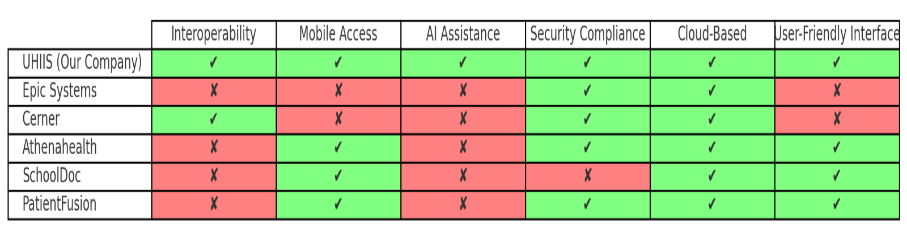 Interoperability Mobile Access AI Assistance Security Compliance Cloud-Based User-Friendly Interface
UHIIS (Our Company) ✓ ✓ ✓ ✓ ✓ ✓
Epic Systems ✗ ✗ ✗ ✓ ✓ ✗
Cerner ✓ ✗ ✗ ✓ ✓ ✗
Athenahealth ✗ ✓ ✗ ✓ ✓ ✓
SchoolDoc ✗ ✓ ✗ ✗ ✓ ✓
PatientFusion ✗ ✓ ✗ ✓ ✓ ✓